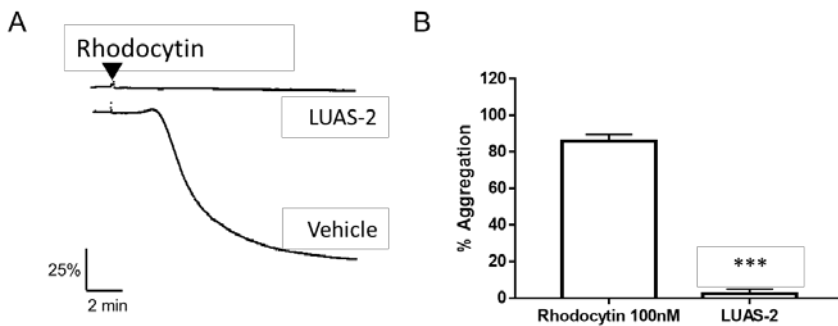 A
Rhodocytin
LUAS-2
Vehicle
25%
2 min
B
120
100
80
60
40
20
0
% Aggregation
***
Rhodocytin 100nM
LUAS-2